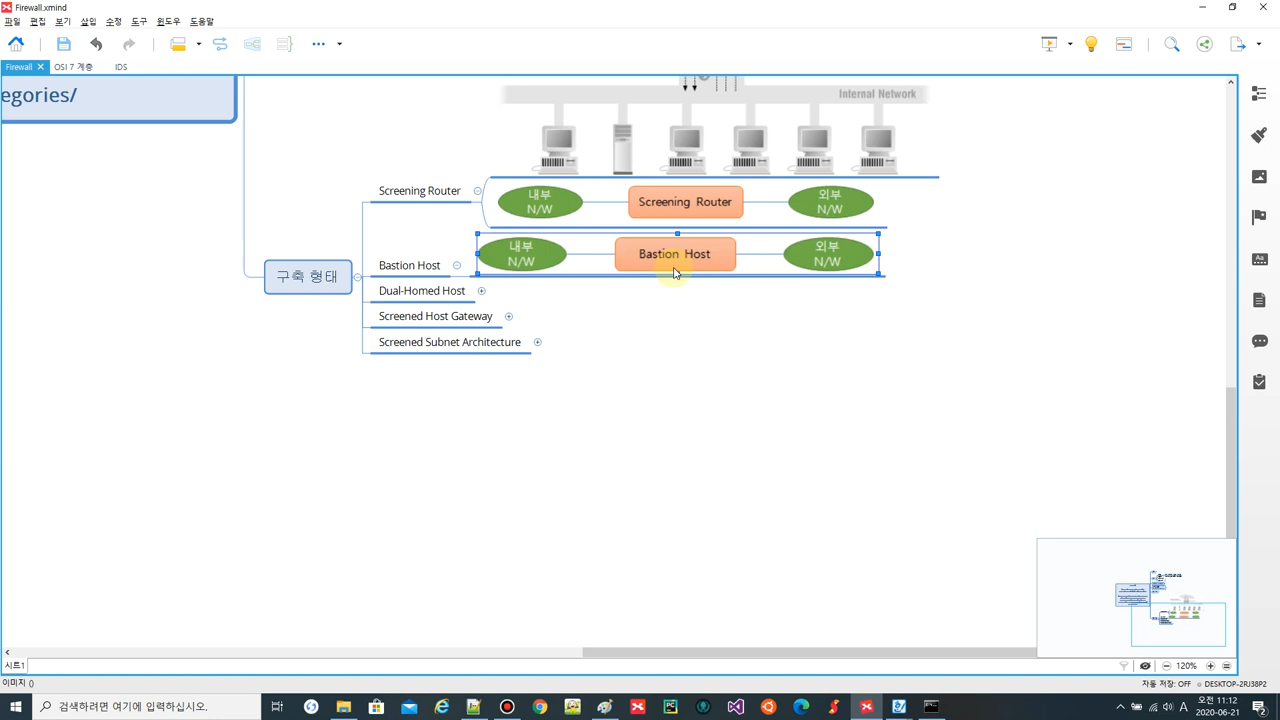 Firewall.xmind
파일 편집 보기 삽입 수정 도구 윈도우 도움말
Firewall OSI 7 계층 IDS
egories/
Internal Network
Screening Router
내부
N/W
Screening Router
외부
N/W
Bastion Host
내부
N/W
Bastion Host
외부
N/W
구축 형태
Dual-Homed Host
Screened Host Gateway
Screened Subnet Architecture
Aa
시트1
120%
이미지 ()
자동 저장: OFF
DESKTOP-2RJ38P2
검색하려면 여기에 입력하십시오.
PC
A
오전 11:12
2020-06-21
2